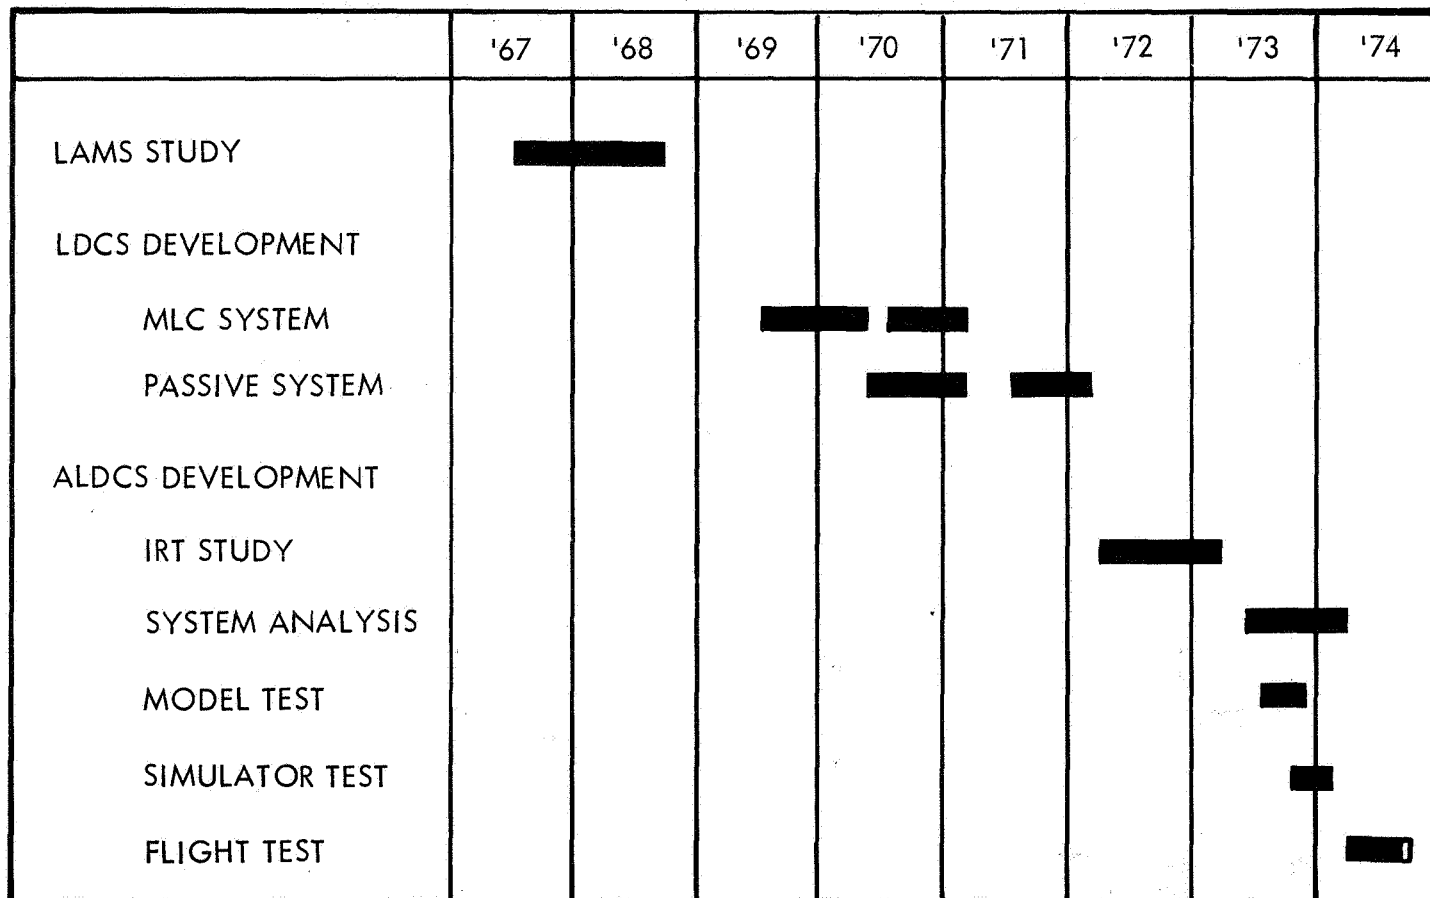 '67 '68 '69 '70 '71 '72 '73 '74
LAMS STUDY
LDCS DEVELOPMENT
MLC SYSTEM
PASSIVE SYSTEM
ALDCS DEVELOPMENT
IRT STUDY
SYSTEM ANALYSIS
MODEL TEST
SIMULATOR TEST
FLIGHT TEST